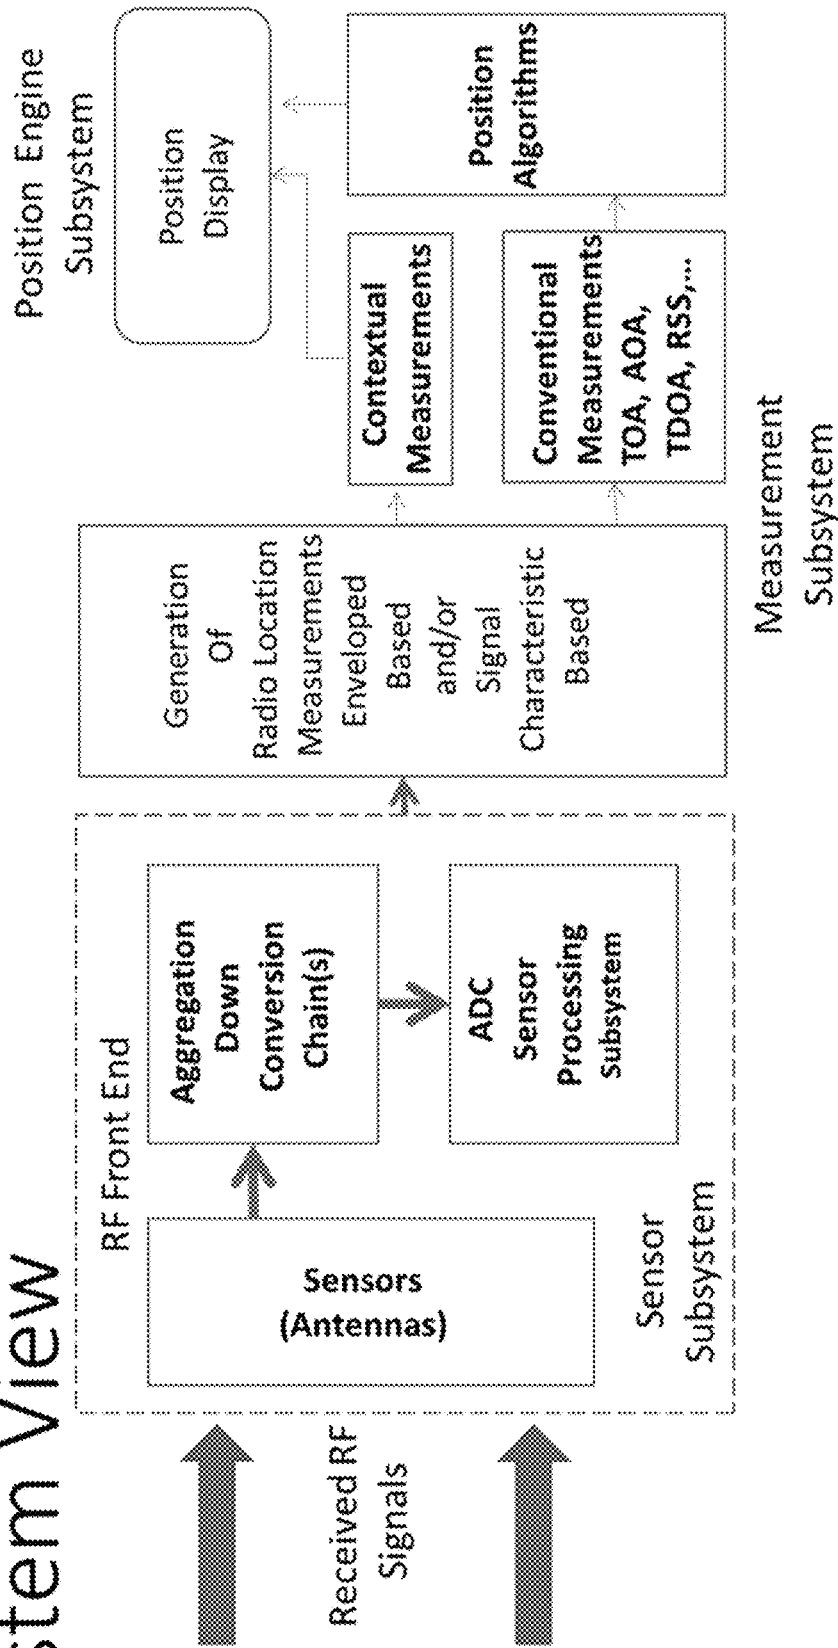 stem View
Received RF
Signals
RF Front End
Sensors
(Antennas)
Aggregation
Down
Conversion
Chain(s)
ADC
Sensor
Processing
subsystem
Sensor
Subsystem
Generation
Of
Radio Location
Measurements
Enveloped
Based
and/or
Signal
Characteristic
Based
Contextual
Measurements
Conventional
Measurements
TOA, AOA,
TDOA, RSS,...
Measurement
Subsystem
Position Engine
Subsystem
Position
Display
Position
Algorithms